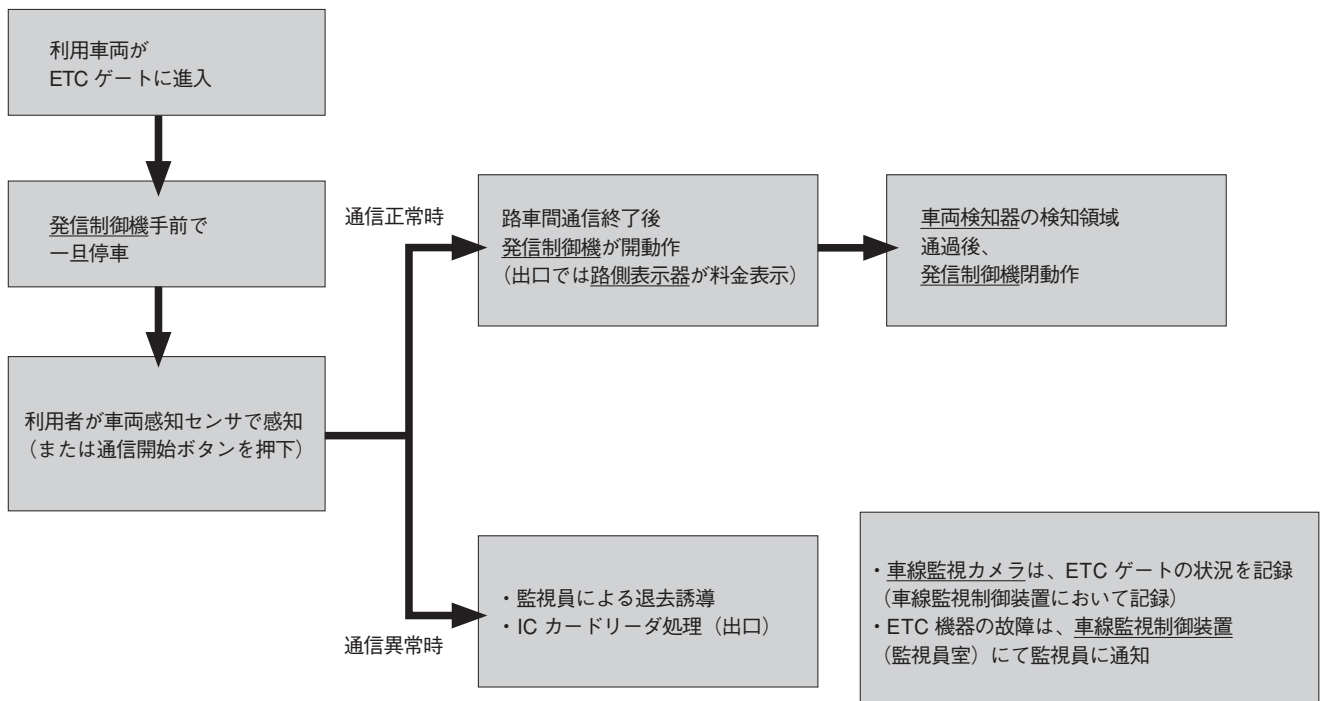 利用車両が
ETC ゲートに進入
発信制御機手前で
一旦停車
利用者が車両感知センサで感知
（または通信開始ボタンを押下）
通信正常時
路車間通信終了後
発信制御機が開動作
（出口では路側表示器が料金表示）
車両検知器の検知領域
通過後、
発信制御機閉動作
通信異常時
・監視員による退去誘導
・IC カードリーダ処理（出口）
・車線監視カメラは、ETC ゲートの状況を記録
（車線監視制御装置において記録）
・ETC 機器の故障は、車線監視制御装置
（監視員室）にて監視員に通知